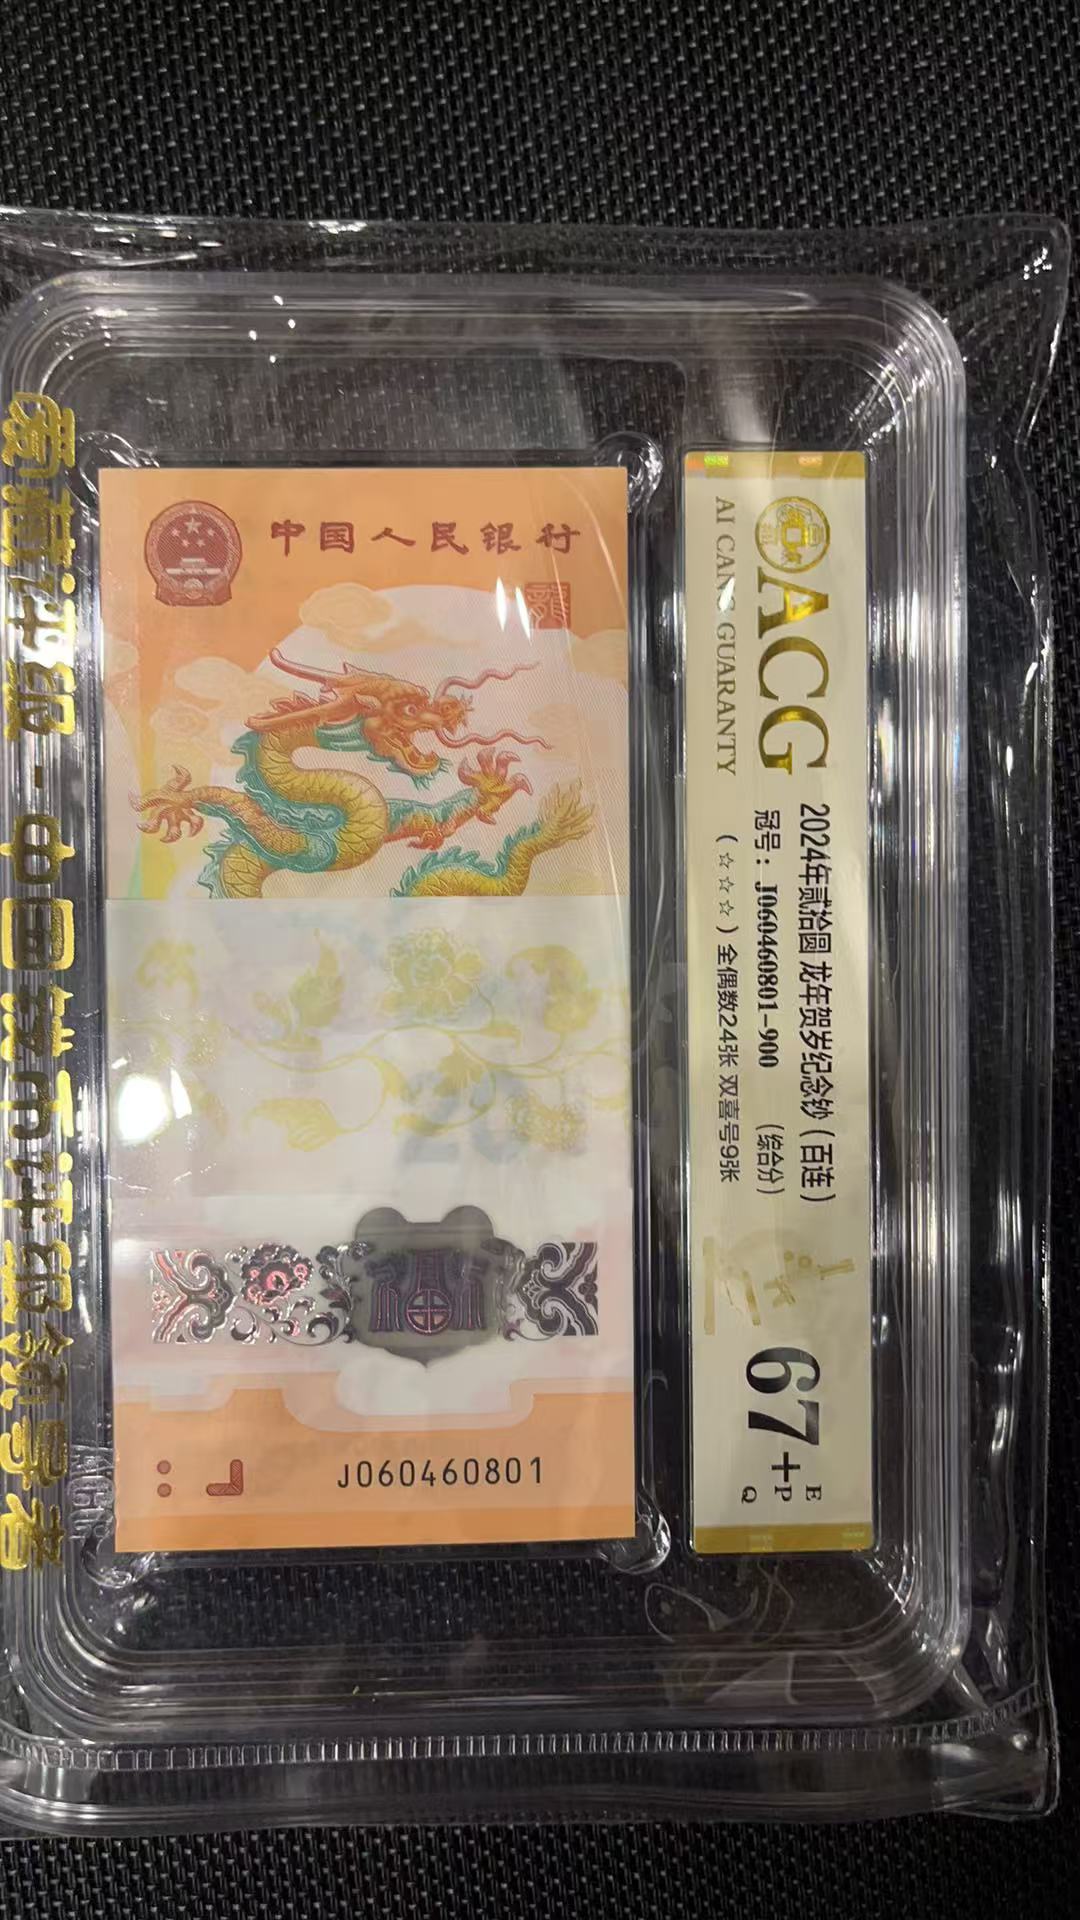 中国人民银行
龍
20
J060460801
ACG
AI CANG GUARANTY
2024年贰拾圆 龙年贺岁纪念钞（百连）
冠号：J060460801-900 （综合分）
（☆☆☆）全偶数24张 双喜号9张
67+
E
P
Q
爱藏评级-中国钱币评级领导者